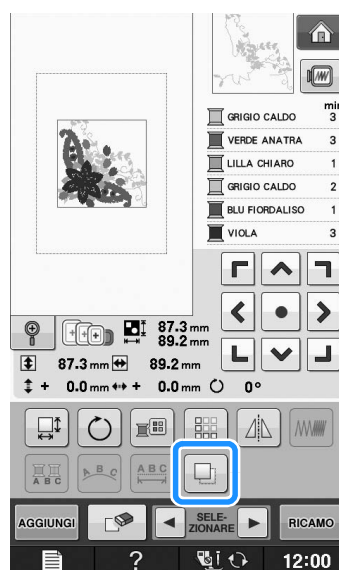 min
GRIGIO CALDO 3
VERDE ANATRA 3
LILLA CHIARO 1
GRIGIO CALDO 2
BLU FIORDALISO 1
VIOLA 3
87.3 mm
89.2 mm
87.3 mm 89.2 mm
+ 0.0 mm + 0.0 mm 0°
A B C A B C A B C
AGGIUNGI SELE-
ZIONARE RICAMO
? 12:00